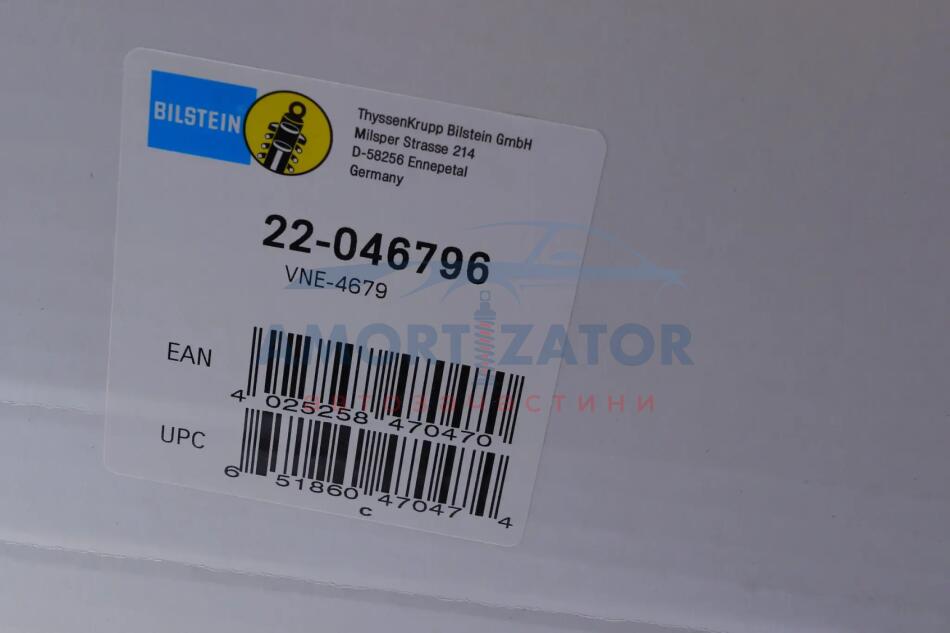 BILSTEIN
ThyssenKrupp Bilstein GmbH
Milsper Strasse 214
D-58256 Ennepetal
Germany
22-046796
VNE-4679
AMORTIZATOR
автозапчастини
EAN
4 025258 470470
UPC
6 51860 47047 4
c